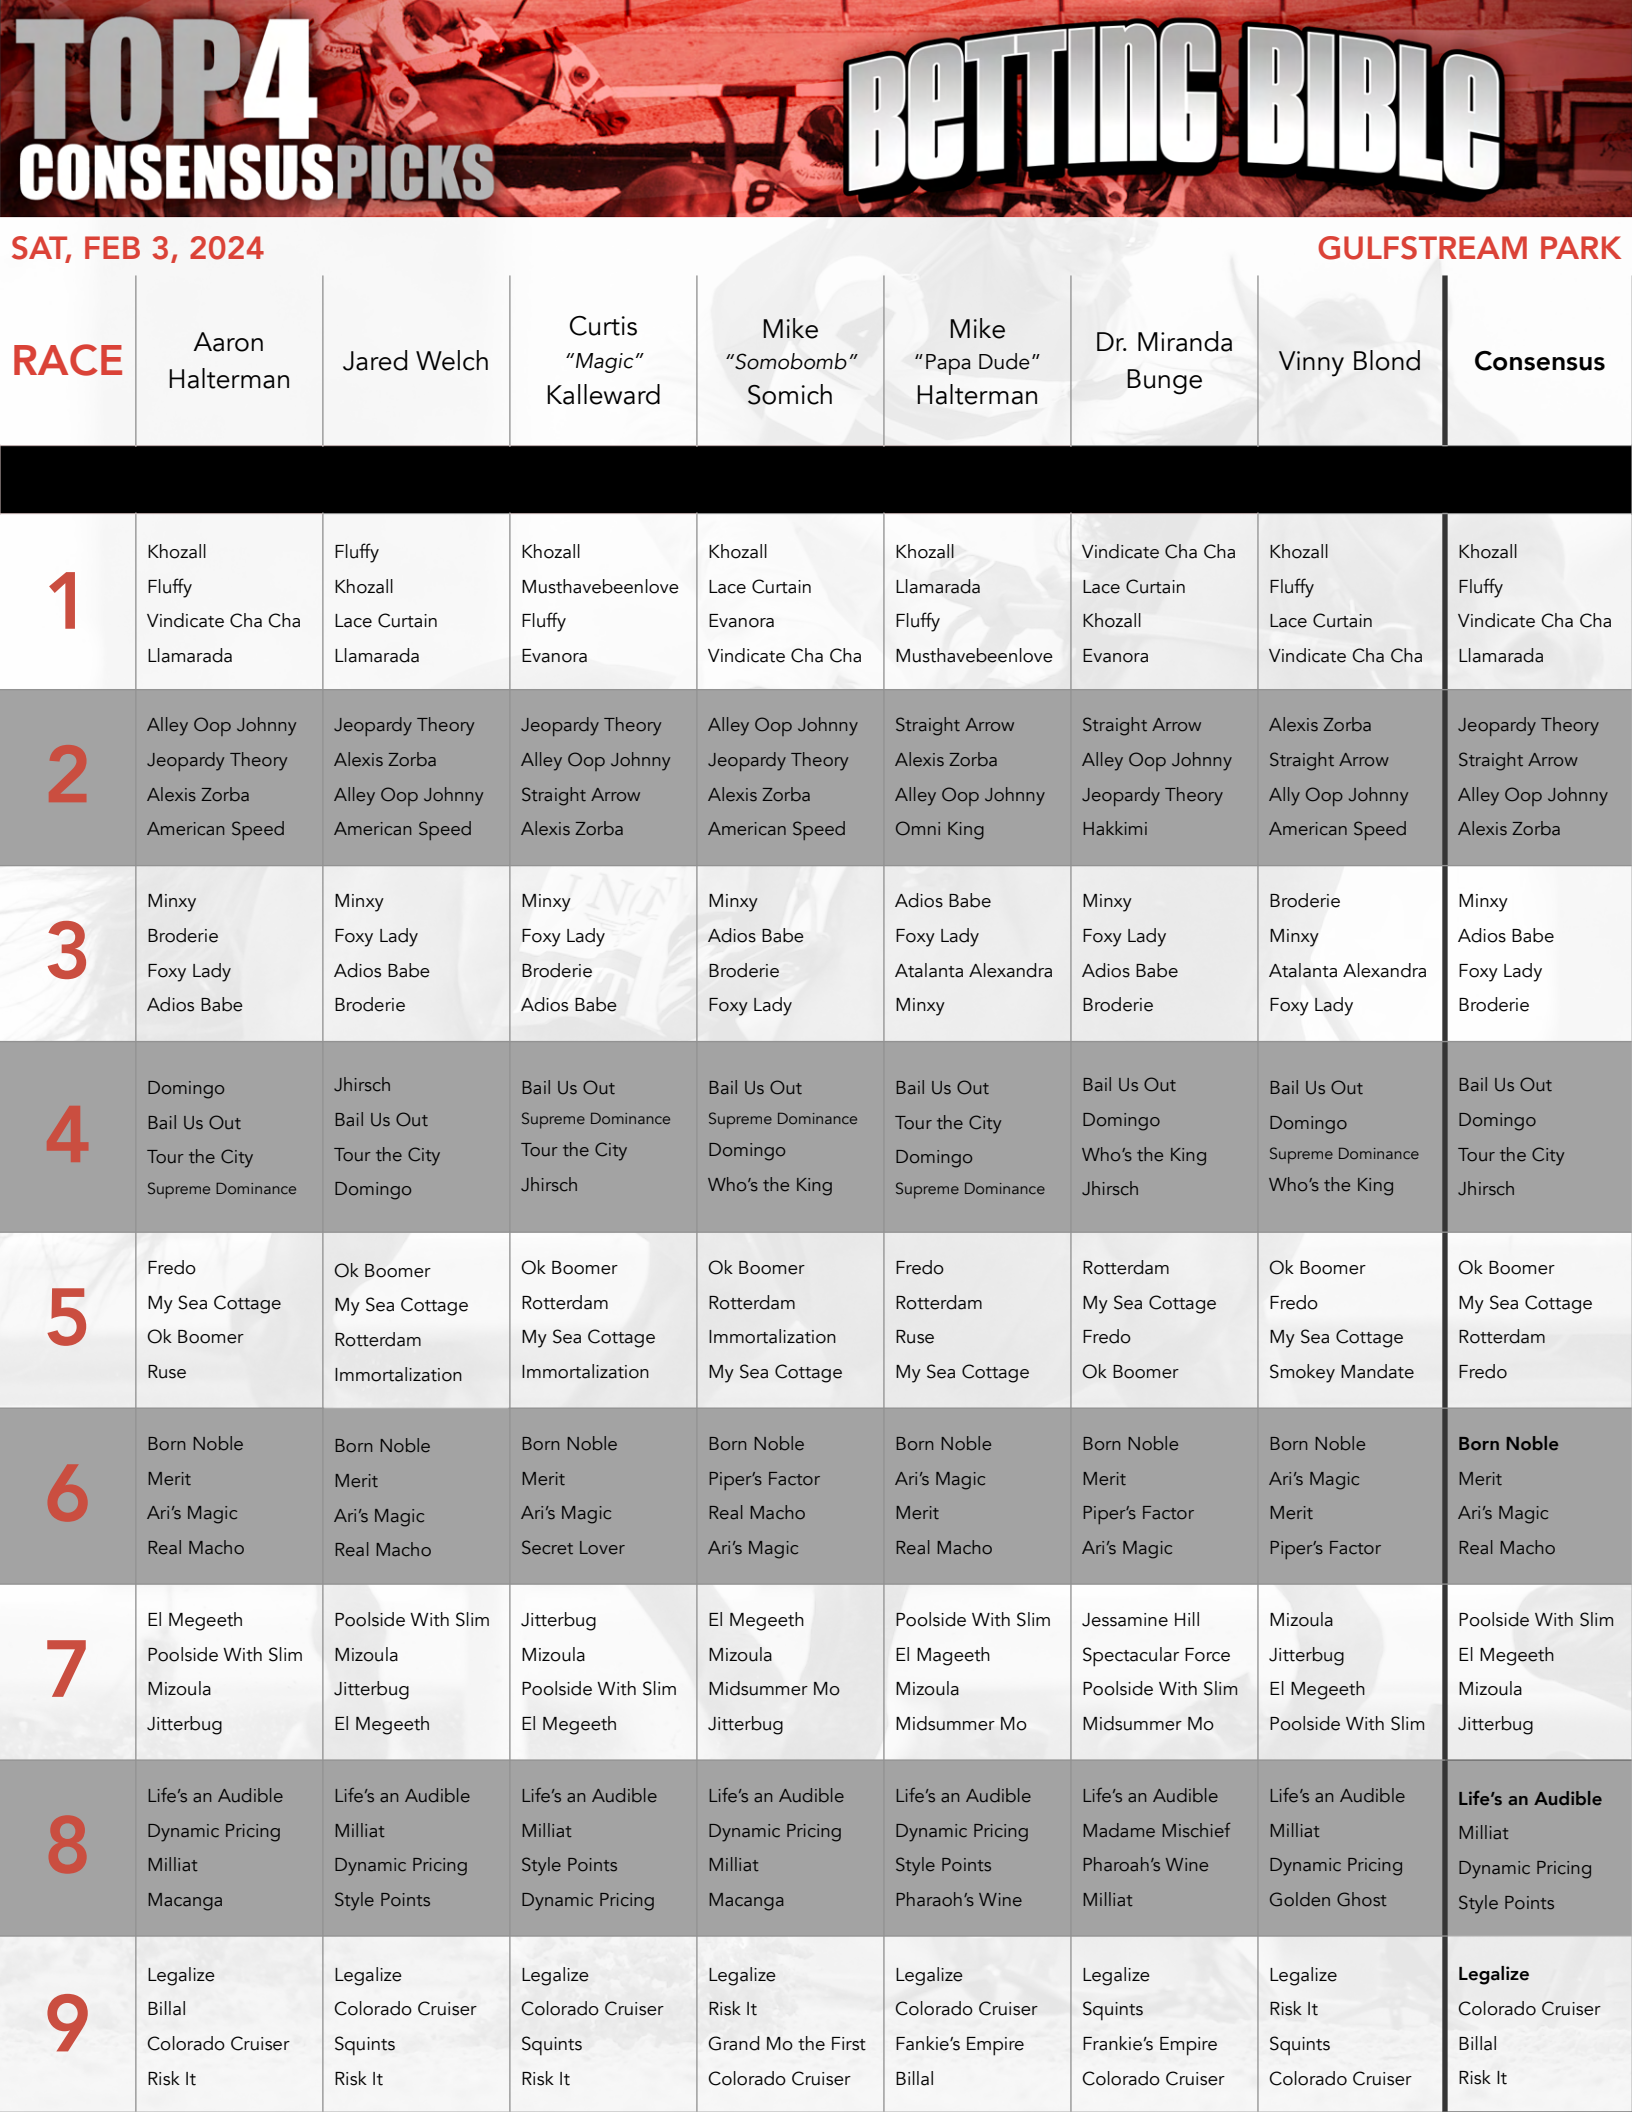 TOP4
CONSENSUSPICKS
BETTING BIBLE
8
SAT, FEB 3, 2024
GULFSTREAM PARK
RACE
Aaron
Halterman
Jared Welch
Curtis
“Magic”
Kalleward
Mike
“Somobomb”
Somich
Mike
“Papa Dude”
Halterman
Dr. Miranda
Bunge
Vinny Blond
Consensus
1
Khozall
Fluffy
Vindicate Cha Cha
Llamarada
Fluffy
Khozall
Lace Curtain
Llamarada
Khozall
Musthavebeenlove
Fluffy
Evanora
Khozall
Lace Curtain
Evanora
Vindicate Cha Cha
Khozall
Llamarada
Fluffy
Musthavebeenlove
Vindicate Cha Cha
Lace Curtain
Khozall
Evanora
Khozall
Fluffy
Lace Curtain
Vindicate Cha Cha
Khozall
Fluffy
Vindicate Cha Cha
Llamarada
2
Alley Oop Johnny
Jeopardy Theory
Alexis Zorba
American Speed
Jeopardy Theory
Alexis Zorba
Alley Oop Johnny
American Speed
Jeopardy Theory
Alley Oop Johnny
Straight Arrow
Alexis Zorba
Alley Oop Johnny
Jeopardy Theory
Alexis Zorba
American Speed
Straight Arrow
Alexis Zorba
Alley Oop Johnny
Omni King
Straight Arrow
Alley Oop Johnny
Jeopardy Theory
Hakkimi
Alexis Zorba
Straight Arrow
Ally Oop Johnny
American Speed
Jeopardy Theory
Straight Arrow
Alley Oop Johnny
Alexis Zorba
3
Minxy
Broderie
Foxy Lady
Adios Babe
Minxy
Foxy Lady
Adios Babe
Broderie
Minxy
Foxy Lady
Broderie
Adios Babe
Minxy
Adios Babe
Broderie
Foxy Lady
Adios Babe
Foxy Lady
Atalanta Alexandra
Minxy
Minxy
Foxy Lady
Adios Babe
Broderie
Broderie
Minxy
Atalanta Alexandra
Foxy Lady
Minxy
Adios Babe
Foxy Lady
Broderie
4
Domingo
Bail Us Out
Tour the City
Supreme Dominance
Jhirsch
Bail Us Out
Tour the City
Domingo
Bail Us Out
Supreme Dominance
Tour the City
Jhirsch
Bail Us Out
Supreme Dominance
Domingo
Who’s the King
Bail Us Out
Tour the City
Domingo
Supreme Dominance
Bail Us Out
Domingo
Who’s the King
Jhirsch
Bail Us Out
Domingo
Supreme Dominance
Who’s the King
Bail Us Out
Domingo
Tour the City
Jhirsch
5
Fredo
My Sea Cottage
Ok Boomer
Ruse
Ok Boomer
My Sea Cottage
Rotterdam
Immortalization
Ok Boomer
Rotterdam
My Sea Cottage
Immortalization
Ok Boomer
Rotterdam
Immortalization
My Sea Cottage
Fredo
Rotterdam
Ruse
My Sea Cottage
Rotterdam
My Sea Cottage
Fredo
Ok Boomer
Ok Boomer
Fredo
My Sea Cottage
Smokey Mandate
Ok Boomer
My Sea Cottage
Rotterdam
Fredo
6
Born Noble
Merit
Ari’s Magic
Real Macho
Born Noble
Merit
Ari’s Magic
Real Macho
Born Noble
Merit
Ari’s Magic
Secret Lover
Born Noble
Piper’s Factor
Real Macho
Ari’s Magic
Born Noble
Ari’s Magic
Merit
Real Macho
Born Noble
Merit
Piper’s Factor
Ari’s Magic
Born Noble
Ari’s Magic
Merit
Piper’s Factor
Born Noble
Merit
Ari’s Magic
Real Macho
7
El Megeeth
Poolside With Slim
Mizoula
Jitterbug
Poolside With Slim
Mizoula
Jitterbug
El Megeeth
Jitterbug
Mizoula
Poolside With Slim
El Megeeth
El Megeeth
Mizoula
Midsummer Mo
Jitterbug
Poolside With Slim
El Mageeth
Mizoula
Midsummer Mo
Jessamine Hill
Spectacular Force
Poolside With Slim
Midsummer Mo
Mizoula
Jitterbug
El Megeeth
Poolside With Slim
Poolside With Slim
El Megeeth
Mizoula
Jitterbug
8
Life’s an Audible
Dynamic Pricing
Milliat
Macanga
Life’s an Audible
Milliat
Dynamic Pricing
Style Points
Life’s an Audible
Milliat
Style Points
Dynamic Pricing
Life’s an Audible
Dynamic Pricing
Milliat
Macanga
Life’s an Audible
Dynamic Pricing
Style Points
Pharaoh’s Wine
Life’s an Audible
Madame Mischief
Pharoah’s Wine
Milliat
Life’s an Audible
Milliat
Dynamic Pricing
Golden Ghost
Life’s an Audible
Milliat
Dynamic Pricing
Style Points
9
Legalize
Billal
Colorado Cruiser
Risk It
Legalize
Colorado Cruiser
Squints
Risk It
Legalize
Colorado Cruiser
Squints
Risk It
Legalize
Risk It
Grand Mo the First
Colorado Cruiser
Legalize
Colorado Cruiser
Fankie’s Empire
Billal
Legalize
Squints
Frankie’s Empire
Colorado Cruiser
Legalize
Risk It
Squints
Colorado Cruiser
Legalize
Colorado Cruiser
Billal
Risk It